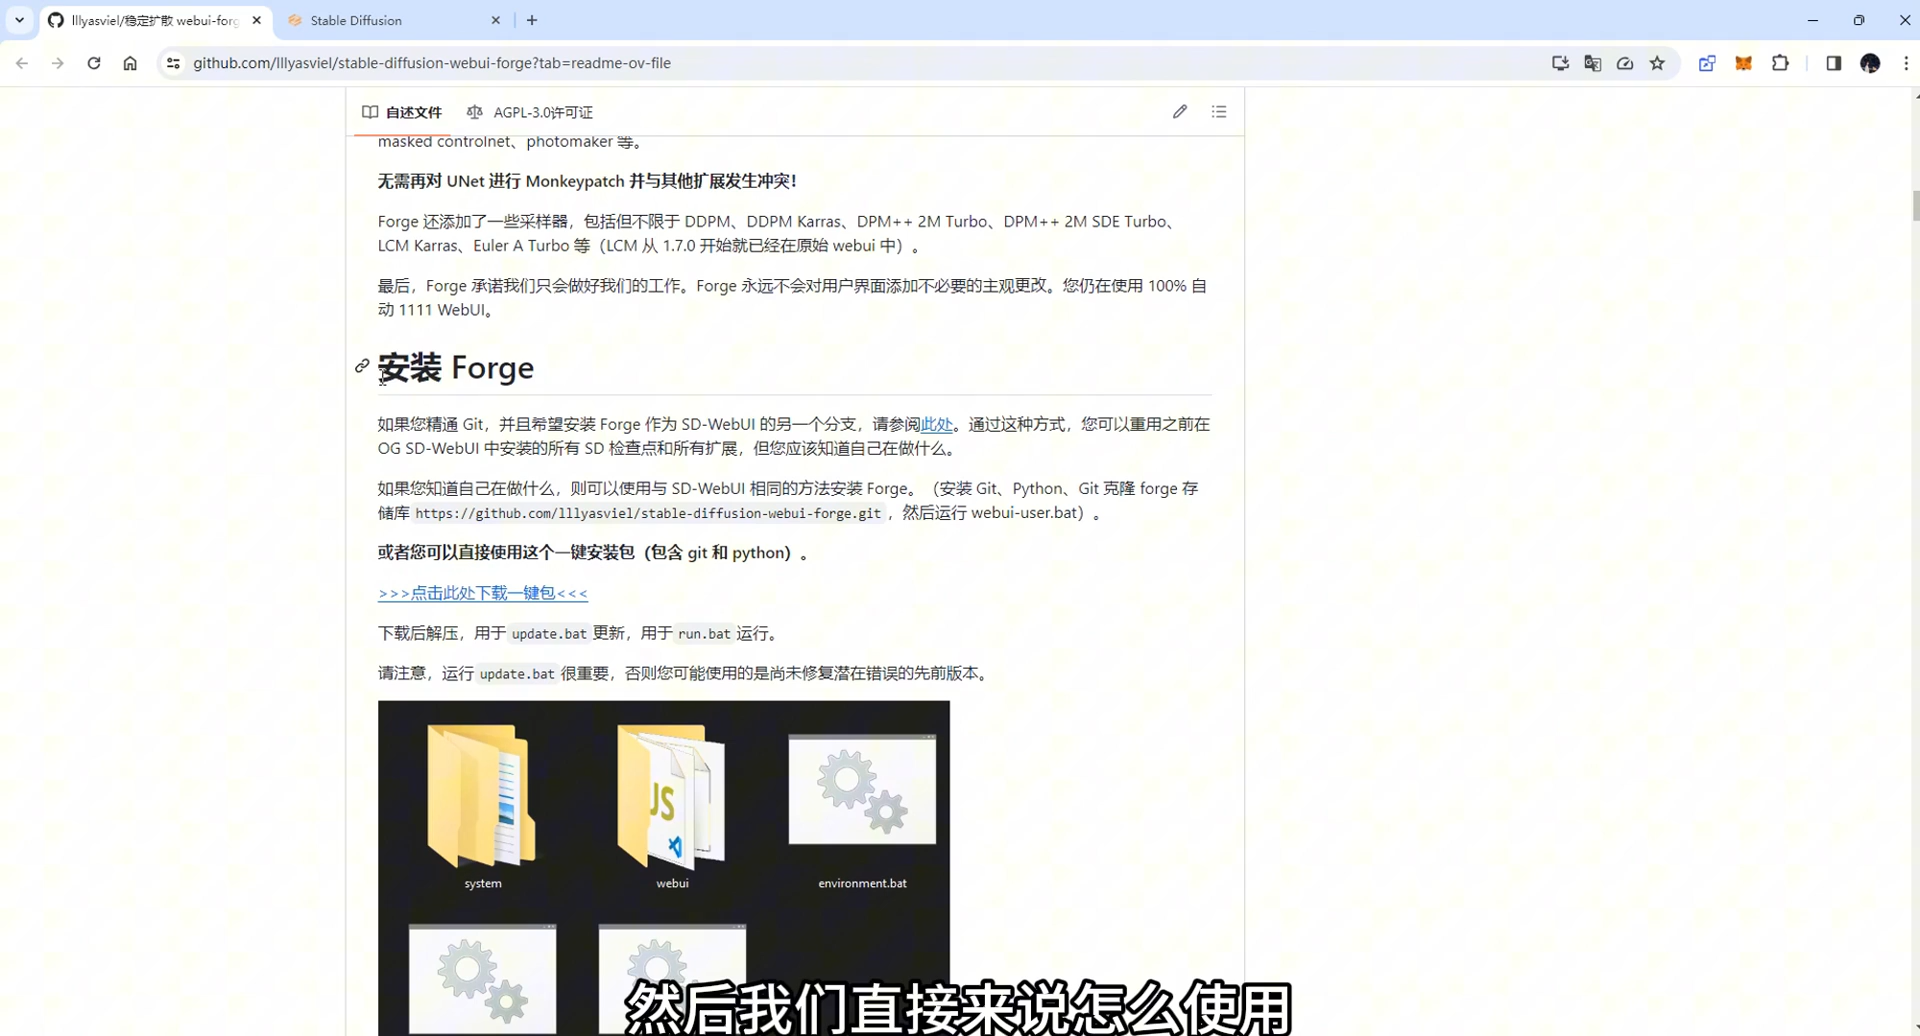 lllyasviel/稳定扩散 webui-forg
Stable Diffusion
github.com/lllyasviel/stable-diffusion-webui-forge?tab=readme-ov-file
自述文件
AGPL-3.0许可证
masked controlnet、photomaker 等。
无需再对 UNet 进行 Monkeypatch 并与其他扩展发生冲突！
Forge 还添加了一些采样器，包括但不限于 DDPM、DDPM Karras、DPM++ 2M Turbo、DPM++ 2M SDE Turbo、
LCM Karras、Euler A Turbo 等（LCM 从 1.7.0 开始就已经在原始 webui 中）。
最后，Forge 承诺我们只会做好我们的工作。Forge 永远不会对用户界面添加不必要的主观更改。您仍在使用 100% 自
动 1111 WebUI。
安装 Forge
如果您精通 Git，并且希望安装 Forge 作为 SD-WebUI 的另一个分支，请参阅此处。通过这种方式，您可以重用之前在
OG SD-WebUI 中安装的所有 SD 检查点和所有扩展，但您应该知道自己在做什么。
如果您知道自己在做什么，则可以使用与 SD-WebUI 相同的方法安装 Forge。（安装 Git、Python、Git 克隆 forge 存
储库 https://github.com/lllyasviel/stable-diffusion-webui-forge.git ，然后运行 webui-user.bat）。
或者您可以直接使用这个一键安装包（包含 git 和 python）。
>>>点击此处下载一键包<<<
下载后解压，用于 update.bat 更新，用于 run.bat 运行。
请注意，运行 update.bat 很重要，否则您可能使用的是尚未修复潜在错误的先前版本。
JS
system
webui
environment.bat
然后我们直接来说怎么使用